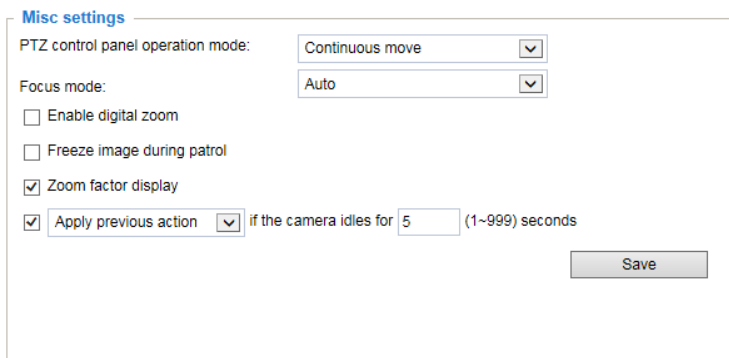 Misc settings
PTZ control panel operation mode: Continuous move
Focus mode: Auto
Enable digital zoom
Freeze image during patrol
Zoom factor display
Apply previous action if the camera idles for 5 (1~999) seconds
Save